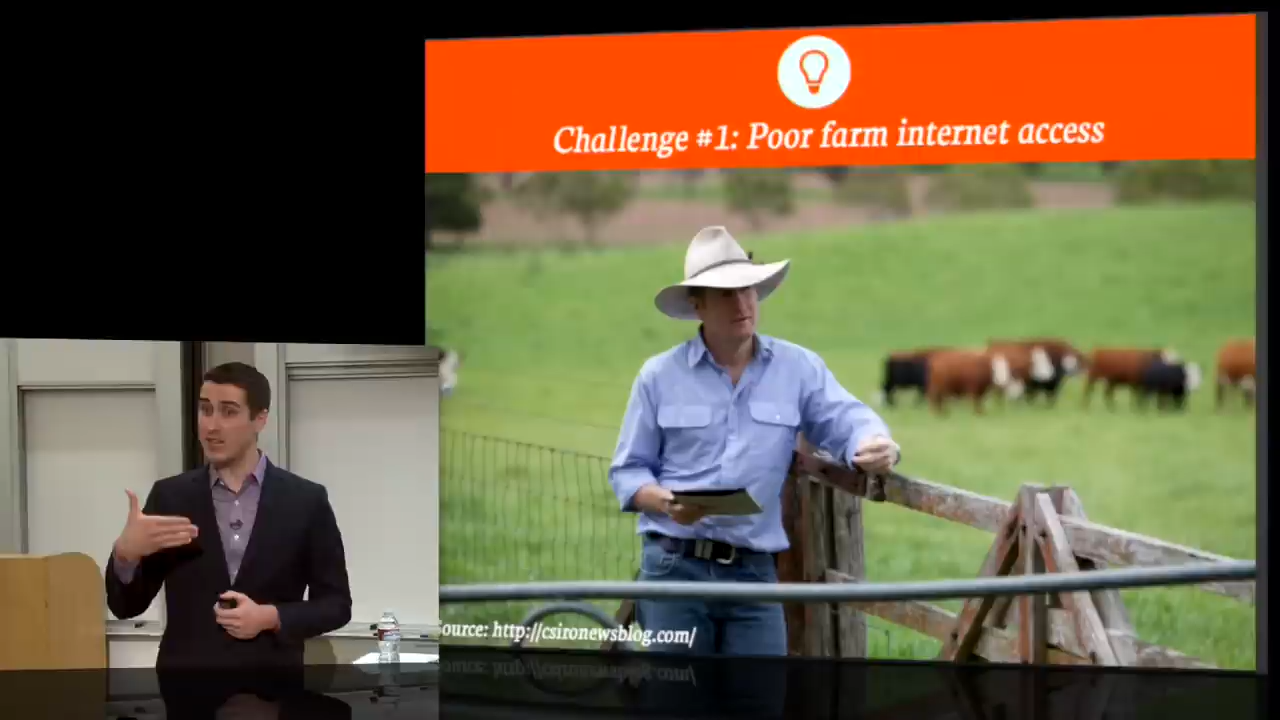 Challenge #1: Poor farm internet access
ource: http://csironewsblog.com/